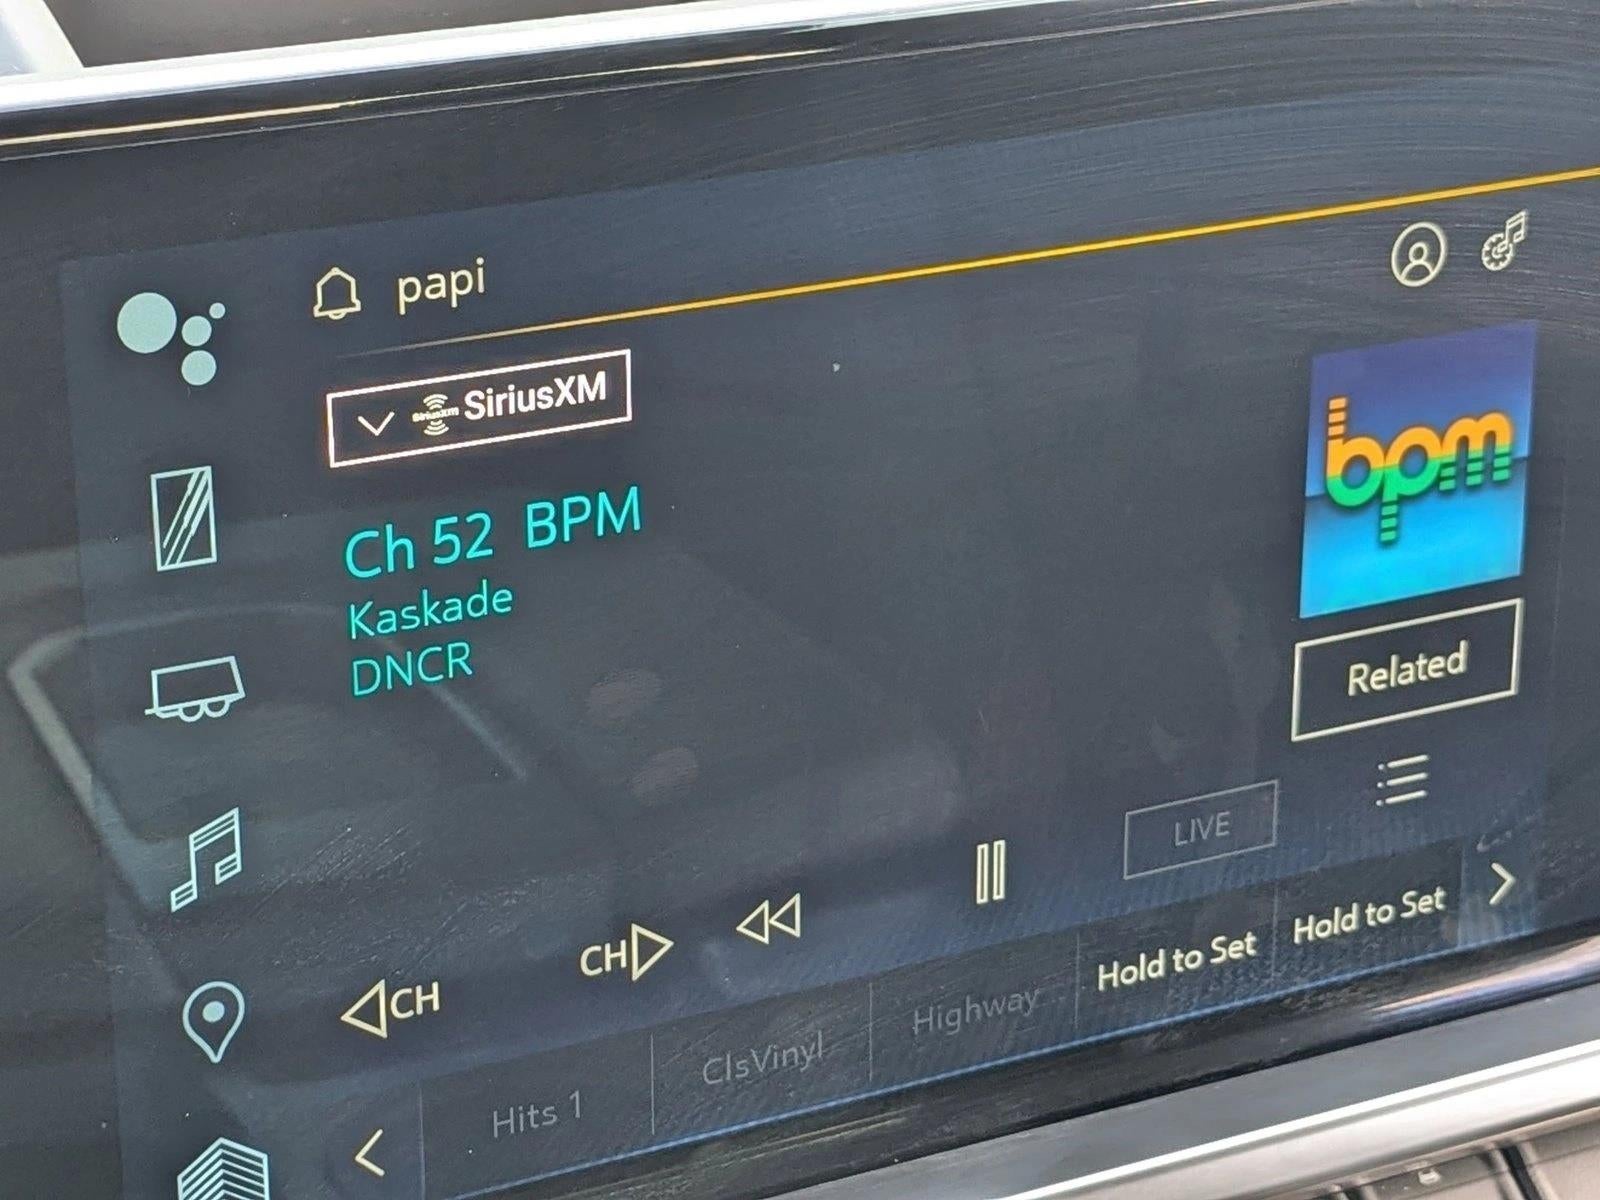 papi
SiriusXM SiriusXM
Ch 52 BPM
Kaskade
DNCR
bpm
Related
LIVE
CH CH
Hits 1 ClsVinyl Highway Hold to Set Hold to Set